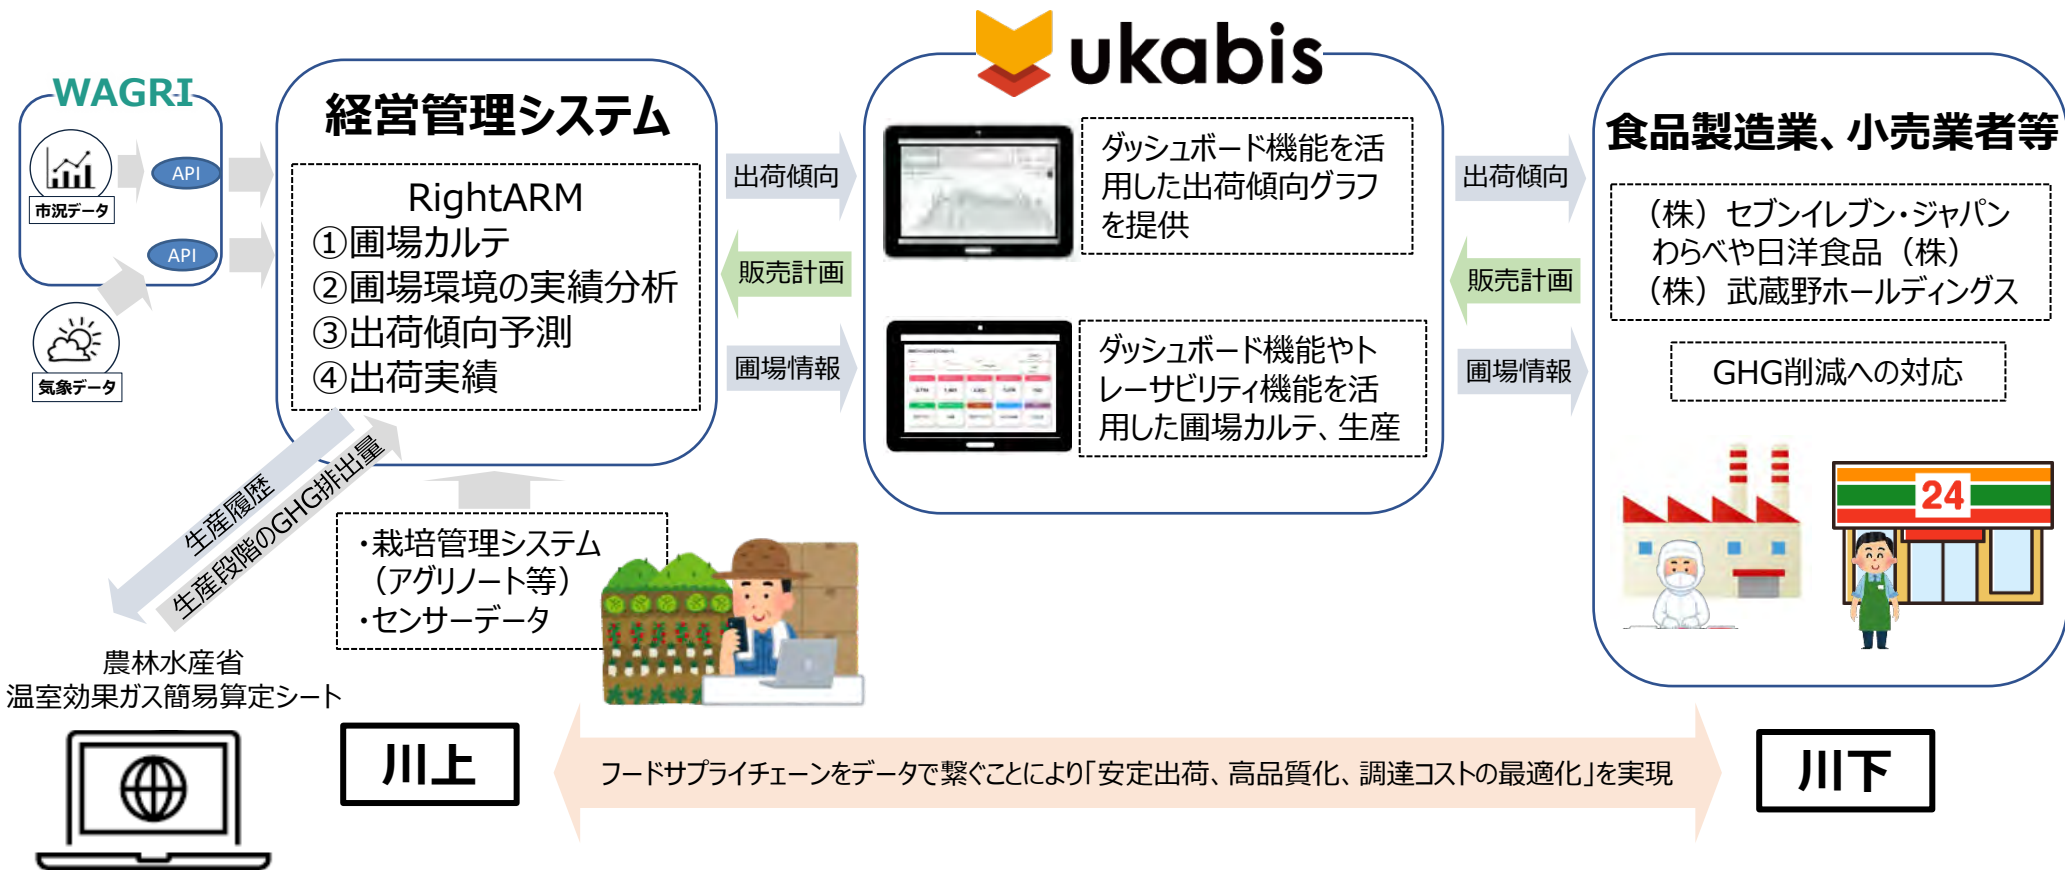 WAGRI
API
市況データ
API
気象データ
経営管理システム
RightARM
①圃場カルテ
②圃場環境の実績分析
③出荷傾向予測
④出荷実績
生産履歴
生産段階のGHG排出量
・栽培管理システム
（アグリノート等）
・センサーデータ
農林水産省
温室効果ガス簡易算定シート
出荷傾向
販売計画
圃場情報
ukabis
ダッシュボード機能を活
用した出荷傾向グラフ
を提供
ダッシュボード機能やト
レーサビリティ機能を活
用した圃場カルテ、生産
出荷傾向
販売計画
圃場情報
食品製造業、小売業者等
（株）セブンイレブン・ジャパン
わらべや日洋食品（株）
（株）武蔵野ホールディングス
GHG削減への対応
24
川上
フードサプライチェーンをデータで繋ぐことにより「安定出荷、高品質化、調達コストの最適化」を実現
川下